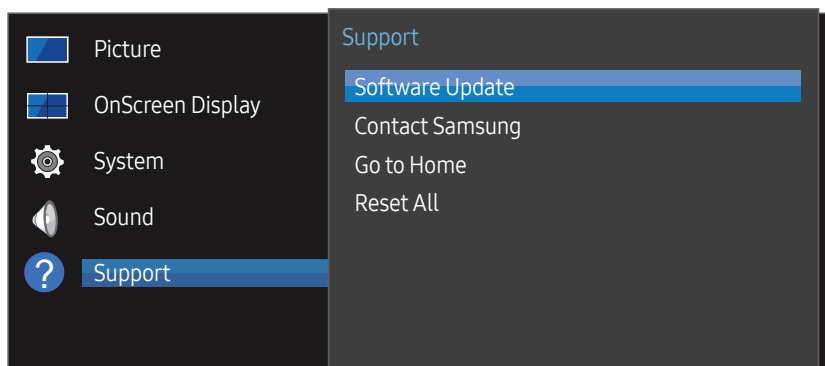 Picture
OnScreen Display
System
Sound
Support
Support
Software Update
Contact Samsung
Go to Home
Reset All